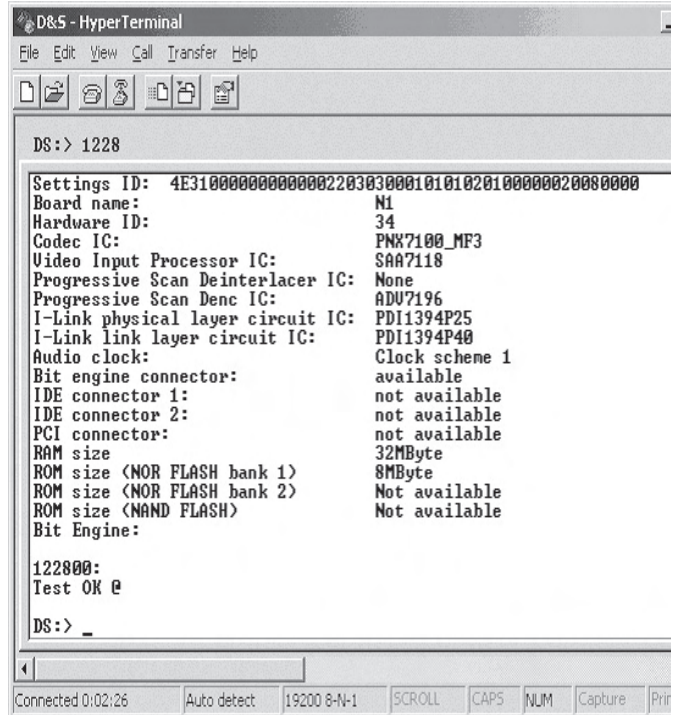 D&S - HyperTerminal
File Edit View Call Transfer Help
DS:> 1228
Settings ID: 4E310000000000002203030001010102010000002008
Board name: N1
Hardware ID: 34
Codec IC: PNX7100_MF3
Video Input Processor IC: SAA7118
Progressive Scan Deinterlacer IC: None
Progressive Scan Denc IC: ADV7196
I-Link physical layer circuit IC: PDI1394P25
I-Link link layer circuit IC: PDI1394P40
Audio clock: Clock scheme 1
Bit engine connector: available
IDE connector 1: not available
IDE connector 2: not available
PCI connector: not available
RAM size 32MByte
ROM size (NOR FLASH bank 1) 8MByte
ROM size (NOR FLASH bank 2) Not available
ROM size (NAND FLASH) Not available
Bit Engine:
122800:
Test OK @
DS:> _
Connected 0:02:26 Auto detect 19200 8-N-1 SCROLL CAPS NUM Capture